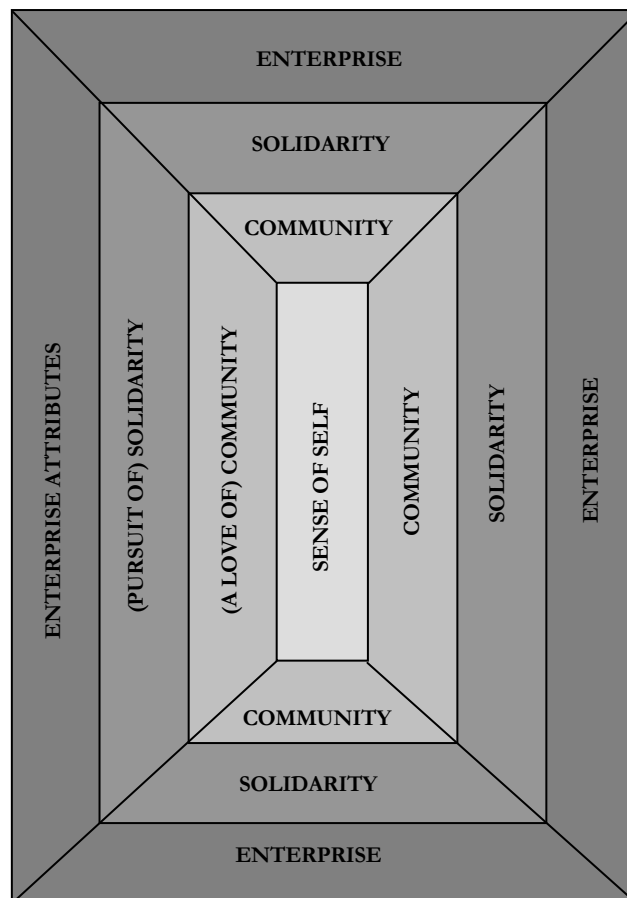 ENTERPRISE
SOLIDARITY
COMMUNITY
ENTERPRISE ATTRIBUTES
(PURSUIT OF) SOLIDARITY
(A LOVE OF) COMMUNITY
SENSE OF SELF
COMMUNITY
SOLIDARITY
ENTERPRISE
COMMUNITY
SOLIDARITY
ENTERPRISE